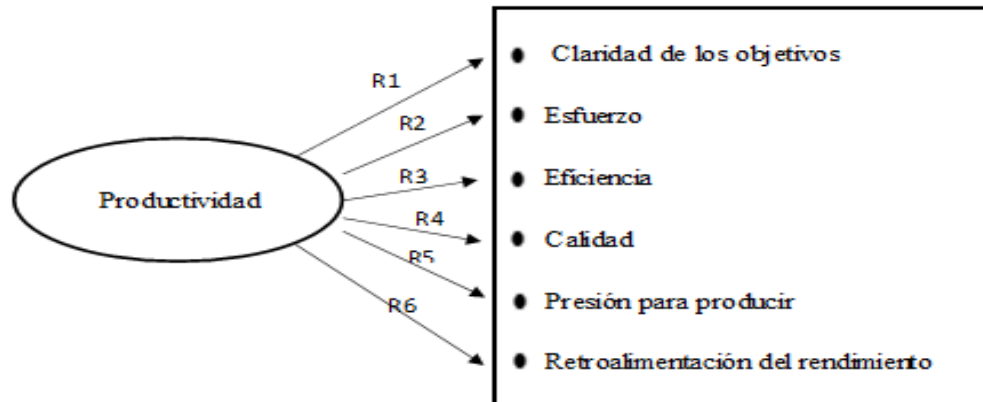 Productividad
R1
R2
R3
R4
R5
R6
Claridad de los objetivos
Esfuerzo
Eficiencia
Calidad
Presión para producir
Retroalimentación del rendimiento